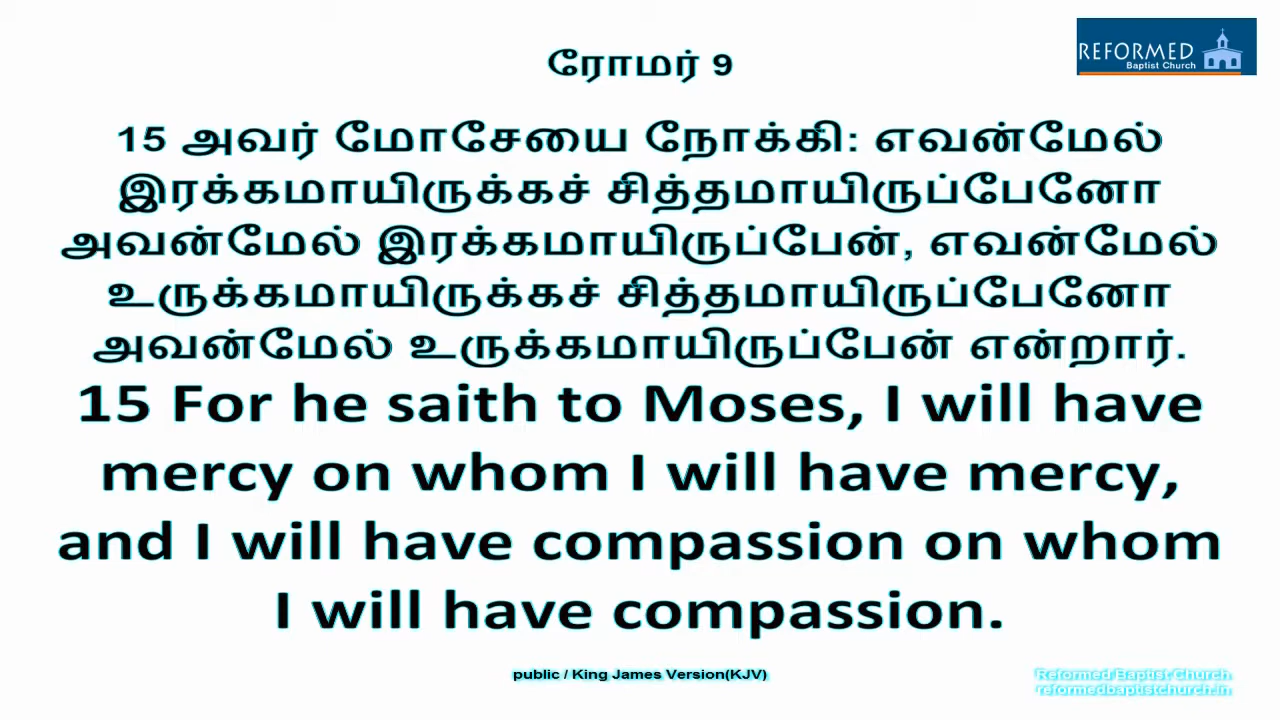 REFORMED
Baptist Church
ரோமர் 9
15 அவர் மோசேயை நோக்கி: எவன்மேல்
இரக்கமாயிருக்கச் சித்தமாயிருப்பேனோ
அவன்மேல் இரக்கமாயிருப்பேன், எவன்மேல்
உருக்கமாயிருக்கச் சித்தமாயிருப்பேனோ
அவன்மேல் உருக்கமாயிருப்பேன் என்றார்.
15 For he saith to Moses, I will have
mercy on whom I will have mercy,
and I will have compassion on whom
I will have compassion.
public / King James Version(KJV)
Reformed Baptist Church
reformedbaptistchurch.in